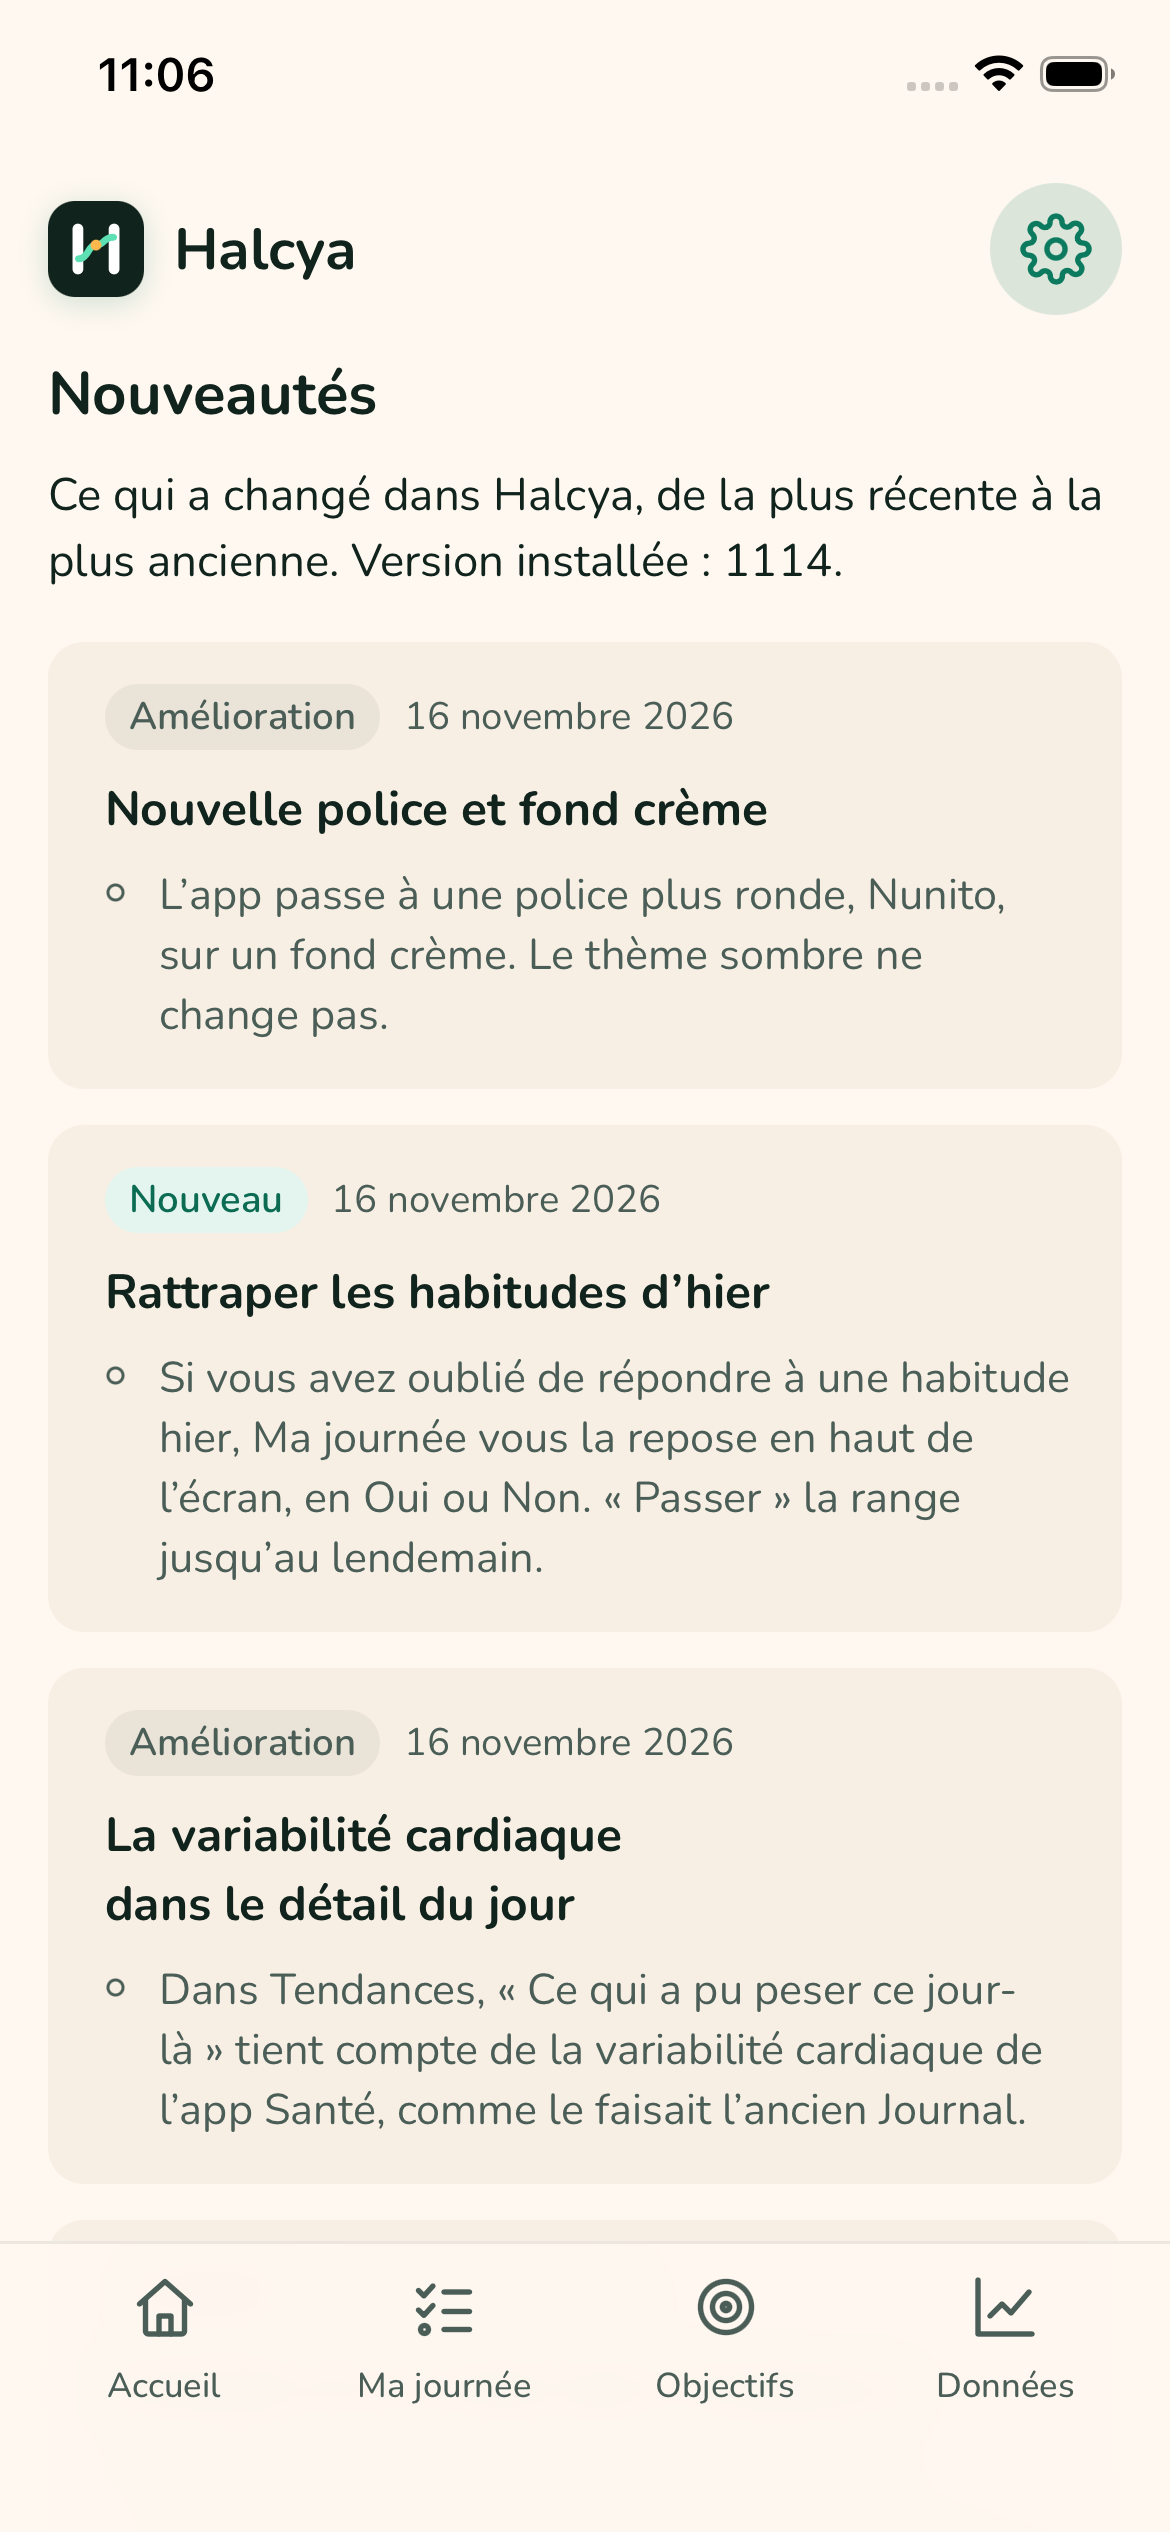 11:06
Halcya
Nouveautés
Ce qui a changé dans Halcya, de la plus récente à la
plus ancienne. Version installée : 1114.
Amélioration 16 novembre 2026
Nouvelle police et fond crème
L’app passe à une police plus ronde, Nunito,
sur un fond crème. Le thème sombre ne
change pas.
Nouveau 16 novembre 2026
Rattraper les habitudes d’hier
Si vous avez oublié de répondre à une habitude
hier, Ma journée vous la repose en haut de
l’écran, en Oui ou Non. « Passer » la range
jusqu’au lendemain.
Amélioration 16 novembre 2026
La variabilité cardiaque
dans le détail du jour
Dans Tendances, « Ce qui a pu peser ce jour-
là » tient compte de la variabilité cardiaque de
l’app Santé, comme le faisait l’ancien Journal.
Accueil Ma journée Objectifs Données